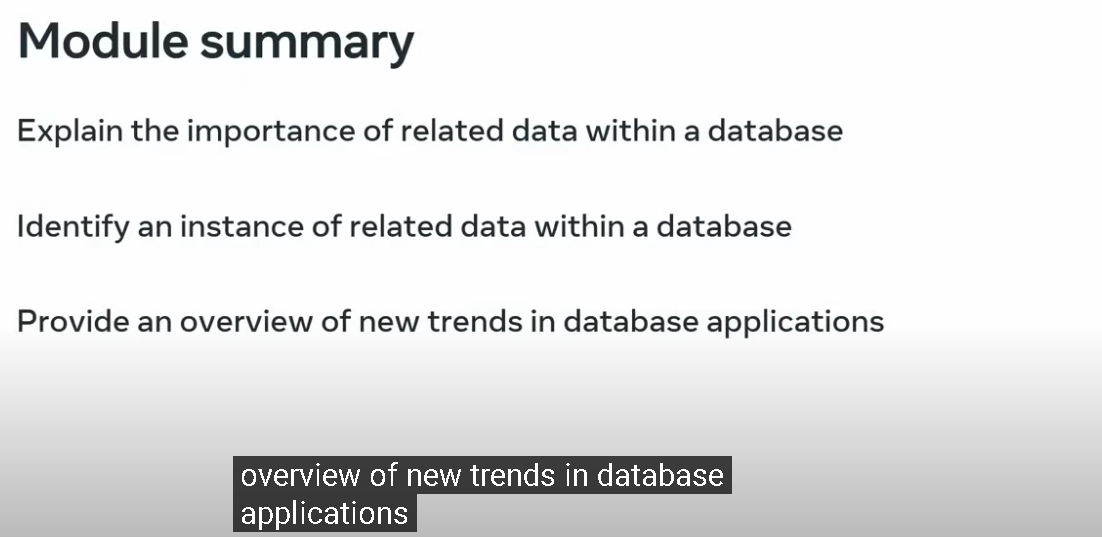 Module summary
Explain the importance of related data within a database
Identify an instance of related data within a database
Provide an overview of new trends in database applications
overview of new trends in database
applications